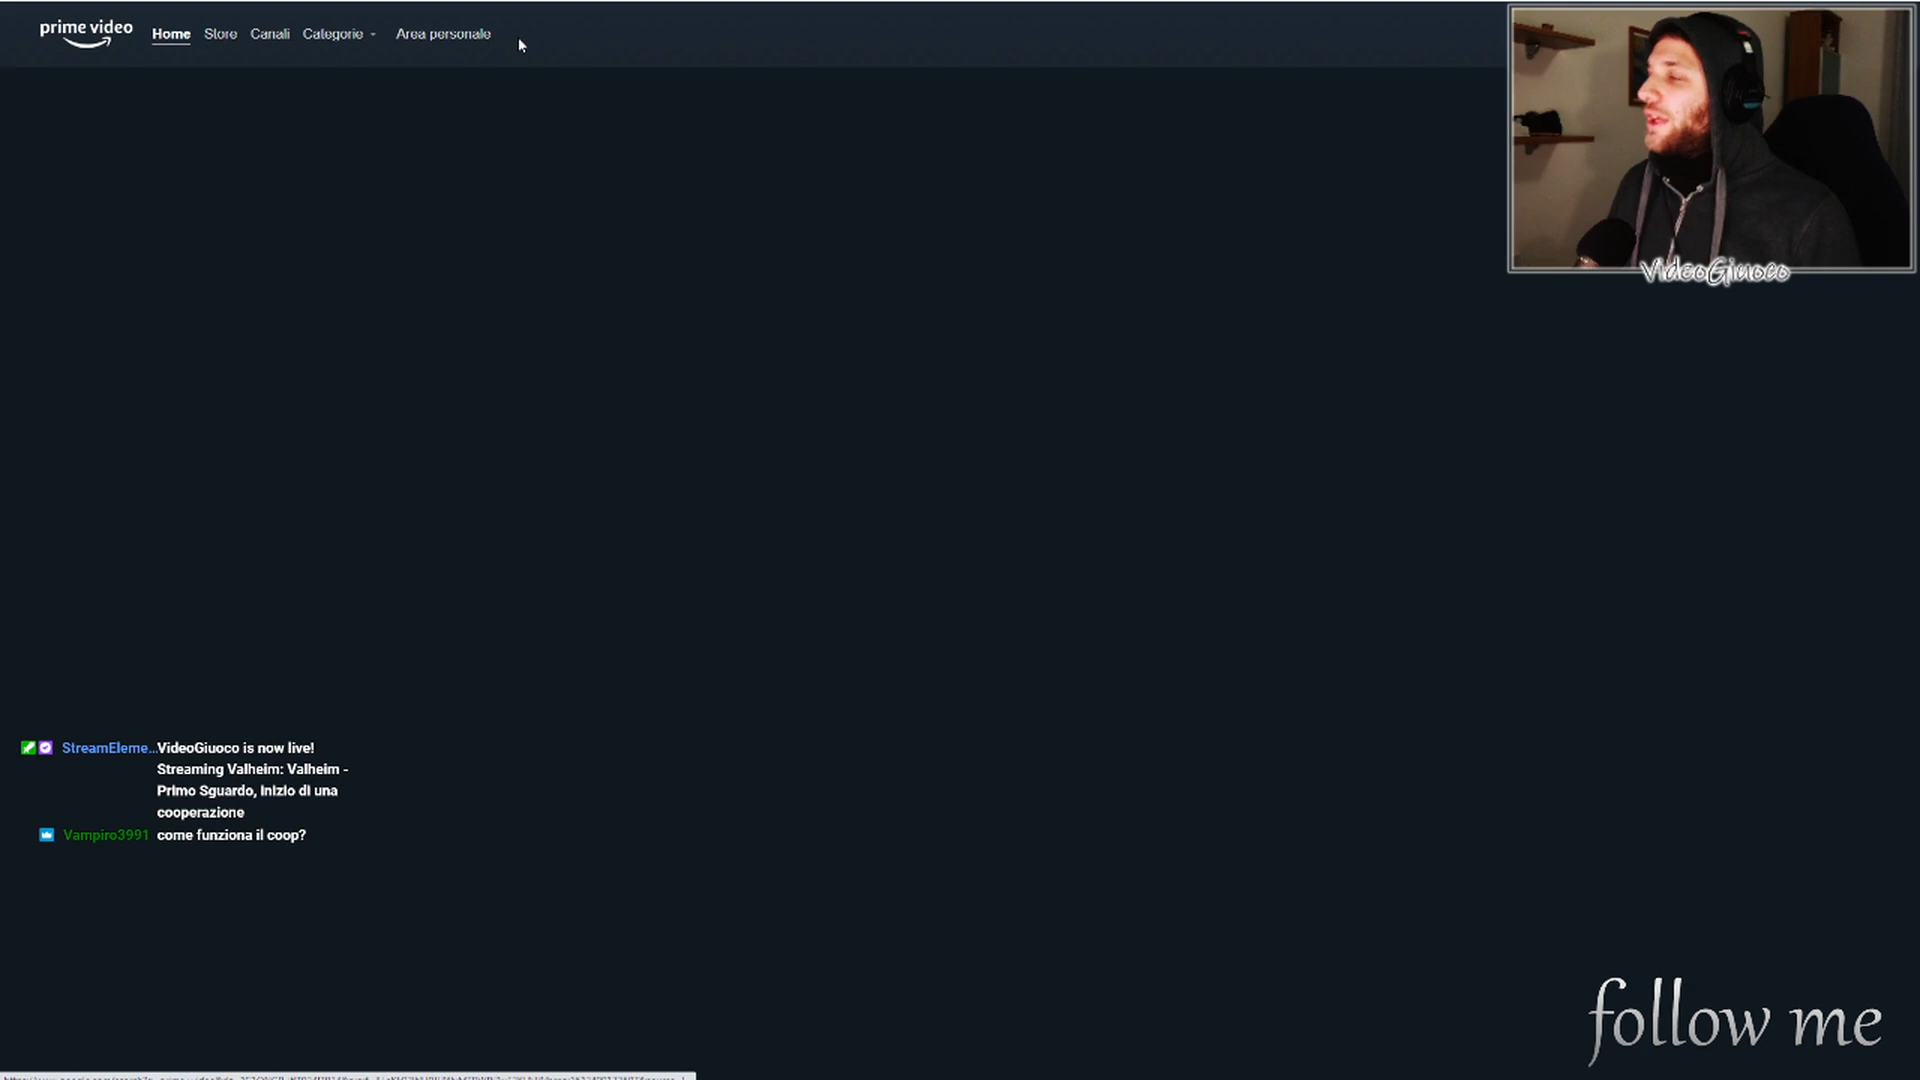 prime video Home Store Canali Categorie Area personale
VideoGiuoco
StreamEleme... VideoGiuoco is now live!
Streaming Valheim: Valheim -
Primo Sguardo, inizio di una
cooperazione
Vampiro3991 come funziona il coop?
follow me